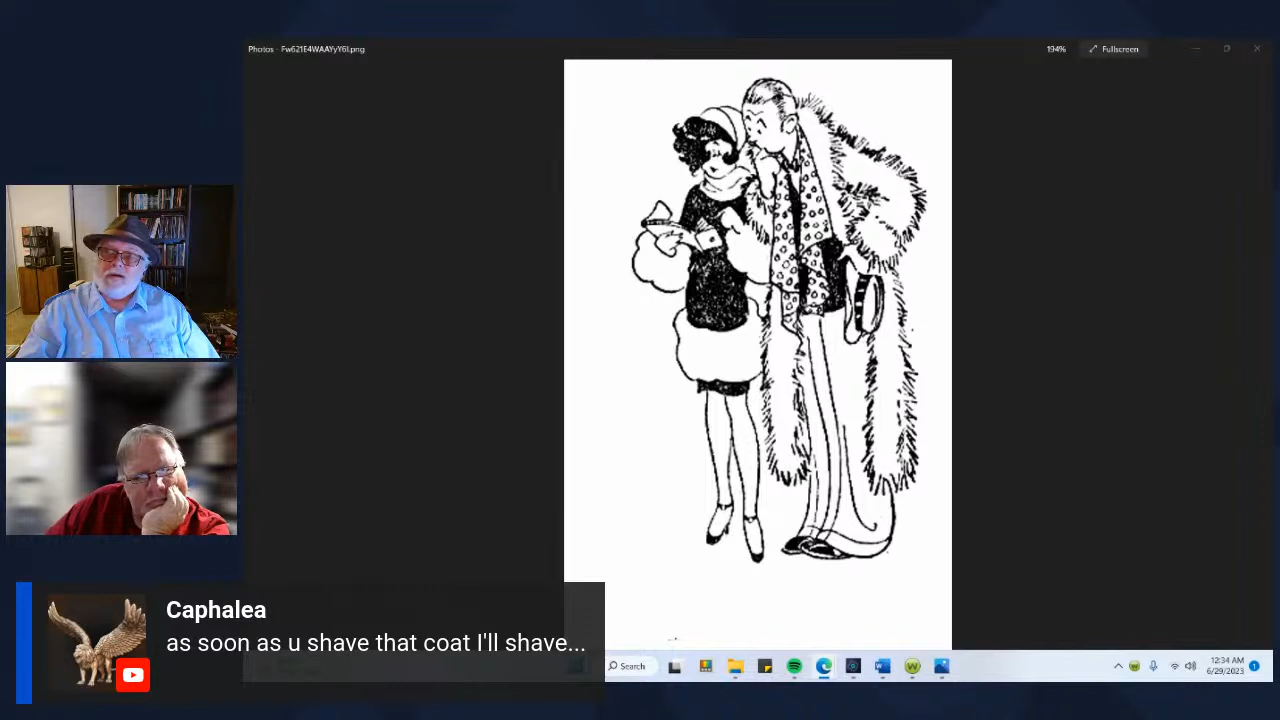 Photos - Fw621E4WAAYyY6l.png
194%
Fullscreen
Caphalea
as soon as u shave that coat I'll shave...
Search
12:34 AM
6/29/2023